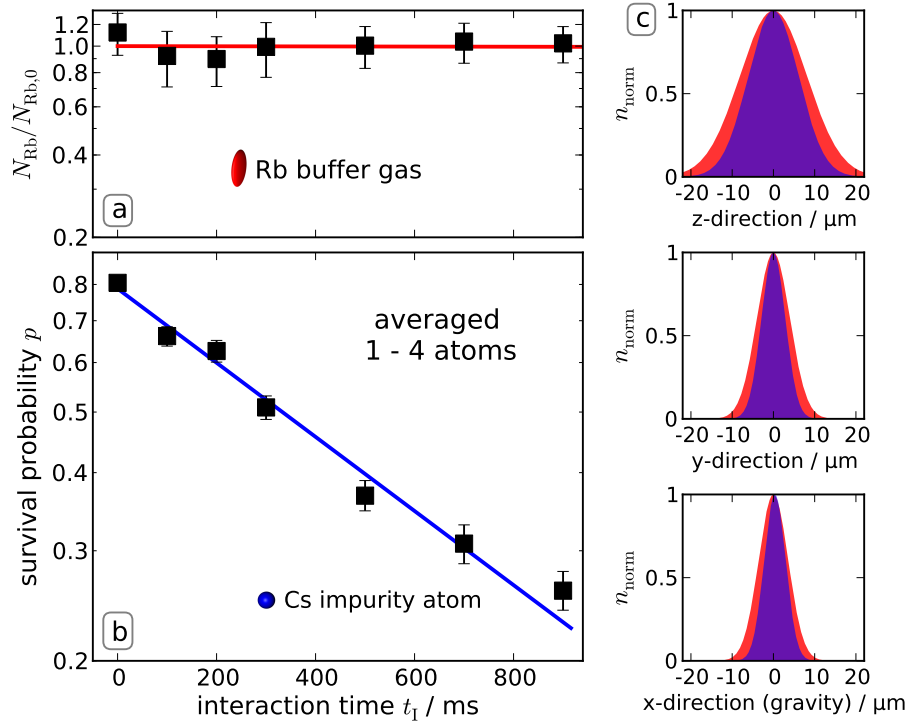 1.0
0.8
0.6
0.4
0.2
N_Rb/N_Rb,0
Rb buffer gas
a
0.8
0.7
0.6
0.5
0.4
0.3
0.2
survival probability p
averaged
1 - 4 atoms
Cs impurity atom
b
0 200 400 600 800
interaction time t_I / ms
c
1
0.5
0
n_norm
-20 -10 0 10 20
z-direction / μm
1
0.5
0
n_norm
-20 -10 0 10 20
y-direction / μm
1
0.5
0
n_norm
-20 -10 0 10 20
x-direction (gravity) / μm